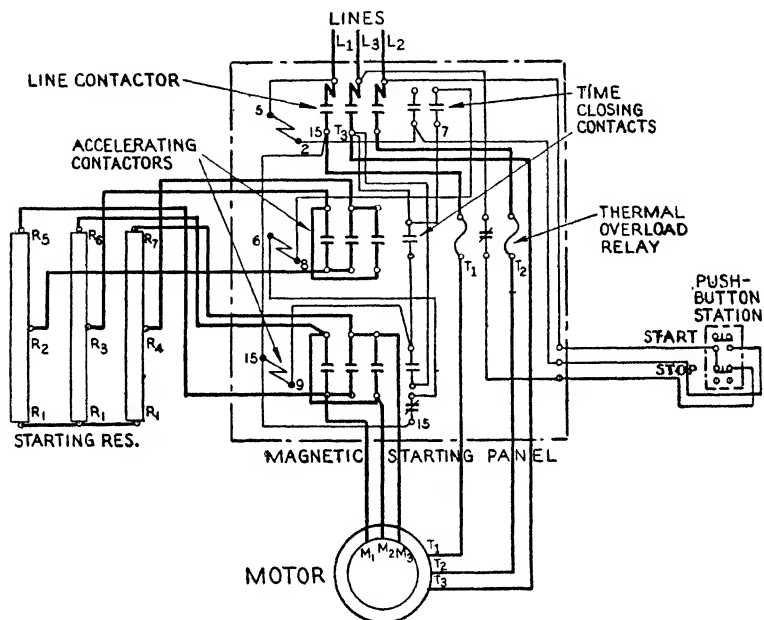 LINES
L1 L3 L2
LINE CONTACTOR
TIME
CLOSING
CONTACTS
5
2
15
T3
7
ACCELERATING
CONTACTORS
THERMAL
OVERLOAD
RELAY
R5
R6
R7
6
8
T1
T2
PUSH-
BUTTON
STATION
START
STOP
R2
R3
R4
15
9
15
R1
R1
R1
STARTING RES.
MAGNETIC STARTING PANEL
MOTOR
M1 M2 M3
T1
T2
T3